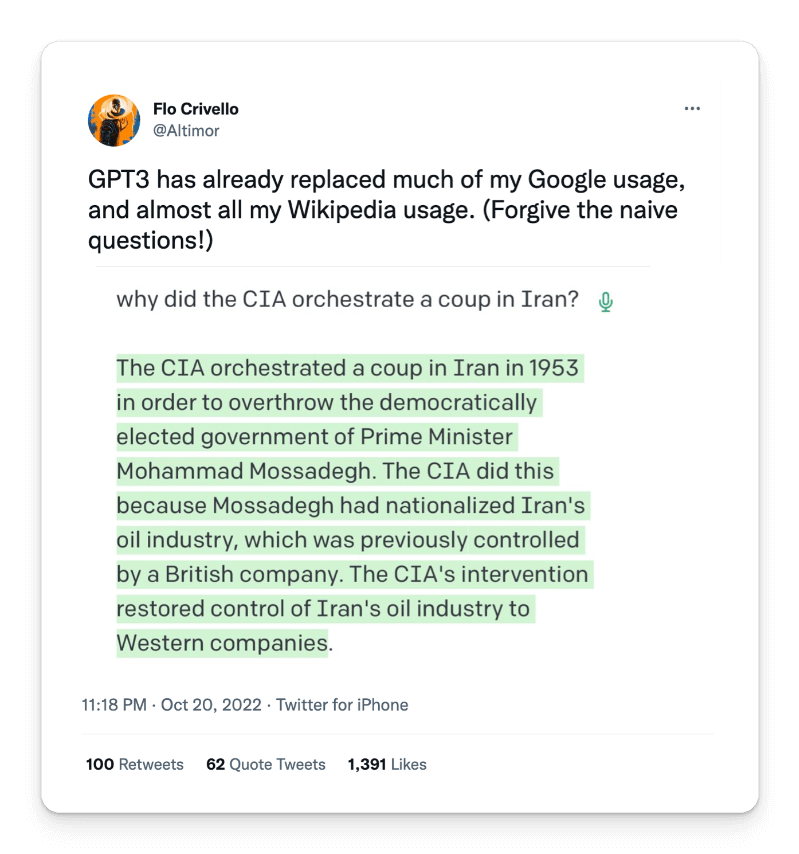 Flo Crivello
@Altimor
GPT3 has already replaced much of my Google usage,
and almost all my Wikipedia usage. (Forgive the naive
questions!)
why did the CIA orchestrate a coup in Iran?
The CIA orchestrated a coup in Iran in 1953
in order to overthrow the democratically
elected government of Prime Minister
Mohammad Mossadegh. The CIA did this
because Mossadegh had nationalized Iran's
oil industry, which was previously controlled
by a British company. The CIA's intervention
restored control of Iran's oil industry to
Western companies.
11:18 PM · Oct 20, 2022 · Twitter for iPhone
100 Retweets 62 Quote Tweets 1,391 Likes